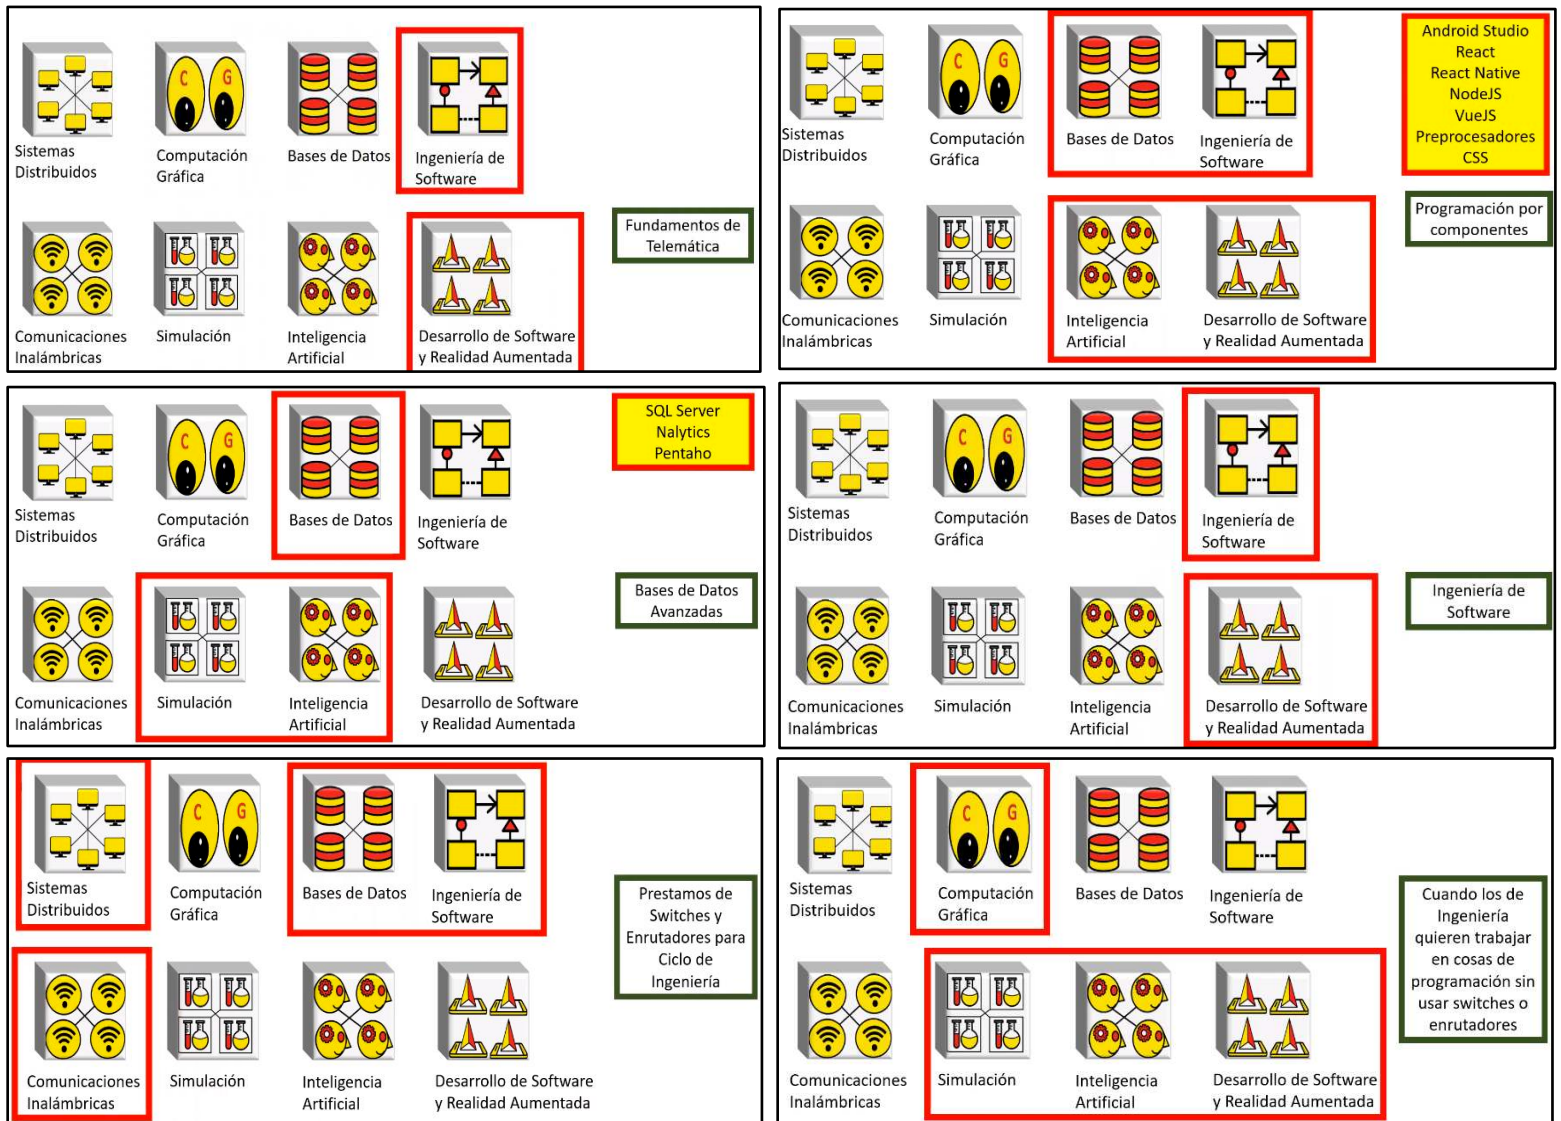 C G
Sistemas
Distribuidos
Computación
Gráfica
Bases de Datos
Ingeniería de
Software
Fundamentos de
Telemática
Comunicaciones
Inalámbricas
Simulación
Inteligencia
Artificial
Desarrollo de Software
y Realidad Aumentada
C G
Android Studio
React
React Native
NodeJS
VueJS
Preprocesadores
CSS
Sistemas
Distribuidos
Computación
Gráfica
Bases de Datos
Ingeniería de
Software
Programación por
componentes
Comunicaciones
Inalámbricas
Simulación
Inteligencia
Artificial
Desarrollo de Software
y Realidad Aumentada
C G
SQL Server
Nalytics
Pentaho
Sistemas
Distribuidos
Computación
Gráfica
Bases de Datos
Ingeniería de
Software
Bases de Datos
Avanzadas
Comunicaciones
Inalámbricas
Simulación
Inteligencia
Artificial
Desarrollo de Software
y Realidad Aumentada
C G
Sistemas
Distribuidos
Computación
Gráfica
Bases de Datos
Ingeniería de
Software
Ingeniería de
Software
Comunicaciones
Inalámbricas
Simulación
Inteligencia
Artificial
Desarrollo de Software
y Realidad Aumentada
C G
Sistemas
Distribuidos
Computación
Gráfica
Bases de Datos
Ingeniería de
Software
Prestamos de
Switches y
Enrutadores para
Ciclo de
Ingeniería
Comunicaciones
Inalámbricas
Simulación
Inteligencia
Artificial
Desarrollo de Software
y Realidad Aumentada
C G
Sistemas
Distribuidos
Computación
Gráfica
Bases de Datos
Ingeniería de
Software
Cuando los de
Ingeniería
quieren trabajar
en cosas de
programación sin
usar switches o
enrutadores
Comunicaciones
Inalámbricas
Simulación
Inteligencia
Artificial
Desarrollo de Software
y Realidad Aumentada